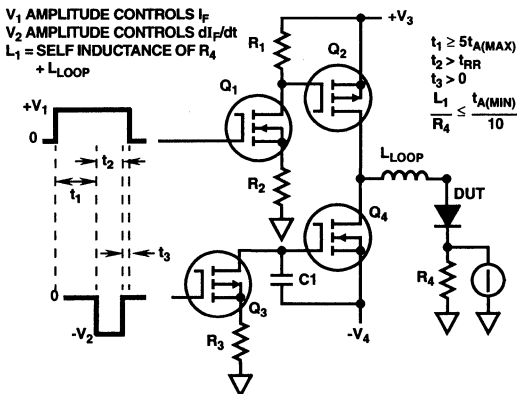 V1 AMPLITUDE CONTROLS IF
V2 AMPLITUDE CONTROLS dIF/dt
L1 = SELF INDUCTANCE OF R4
+ LLOOP
+V3
R1
Q2
t1 ≥ 5tA(MAX)
t2 > tRR
t3 > 0
L1/R4 ≤ tA(MIN)/10
Q1
+V1
0
t2
t1
R2
LLOOP
DUT
Q4
t3
C1
R4
0
-V2
Q3
R3
-V4